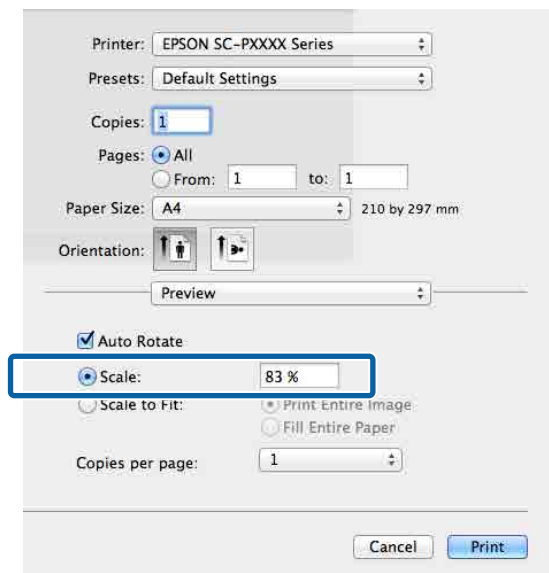 Printer: EPSON SC-PXXXX Series
Presets: Default Settings
Copies: 1
Pages: All
From: 1 to: 1
Paper Size: A4 210 by 297 mm
Orientation:
Preview
Auto Rotate
Scale: 83 %
Scale to Fit: Print Entire Image
Fill Entire Paper
Copies per page: 1
Cancel Print